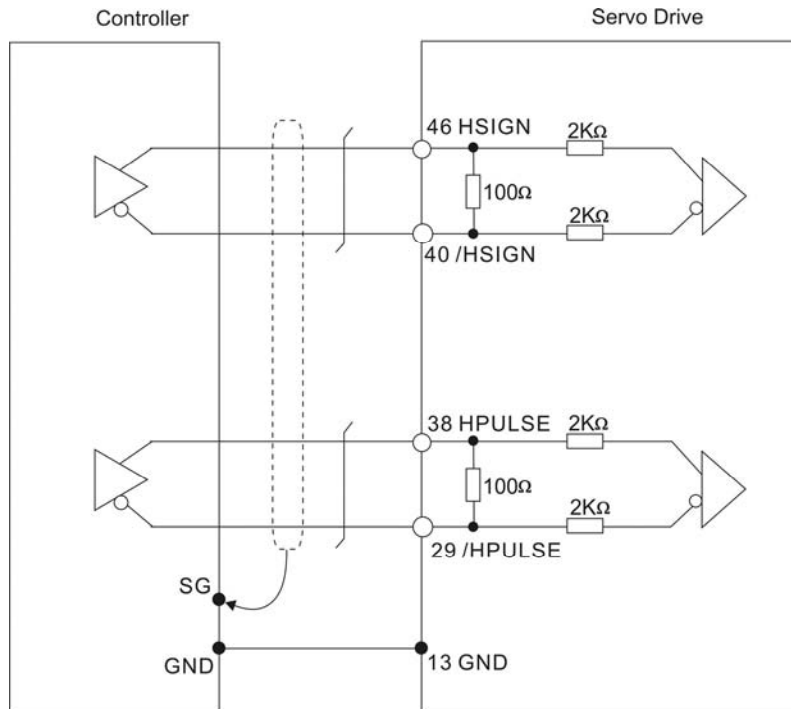 Controller
Servo Drive
46 HSIGN
2KΩ
100Ω
2KΩ
40 /HSIGN
38 HPULSE
2KΩ
100Ω
2KΩ
29 /HPULSE
SG
GND
13 GND